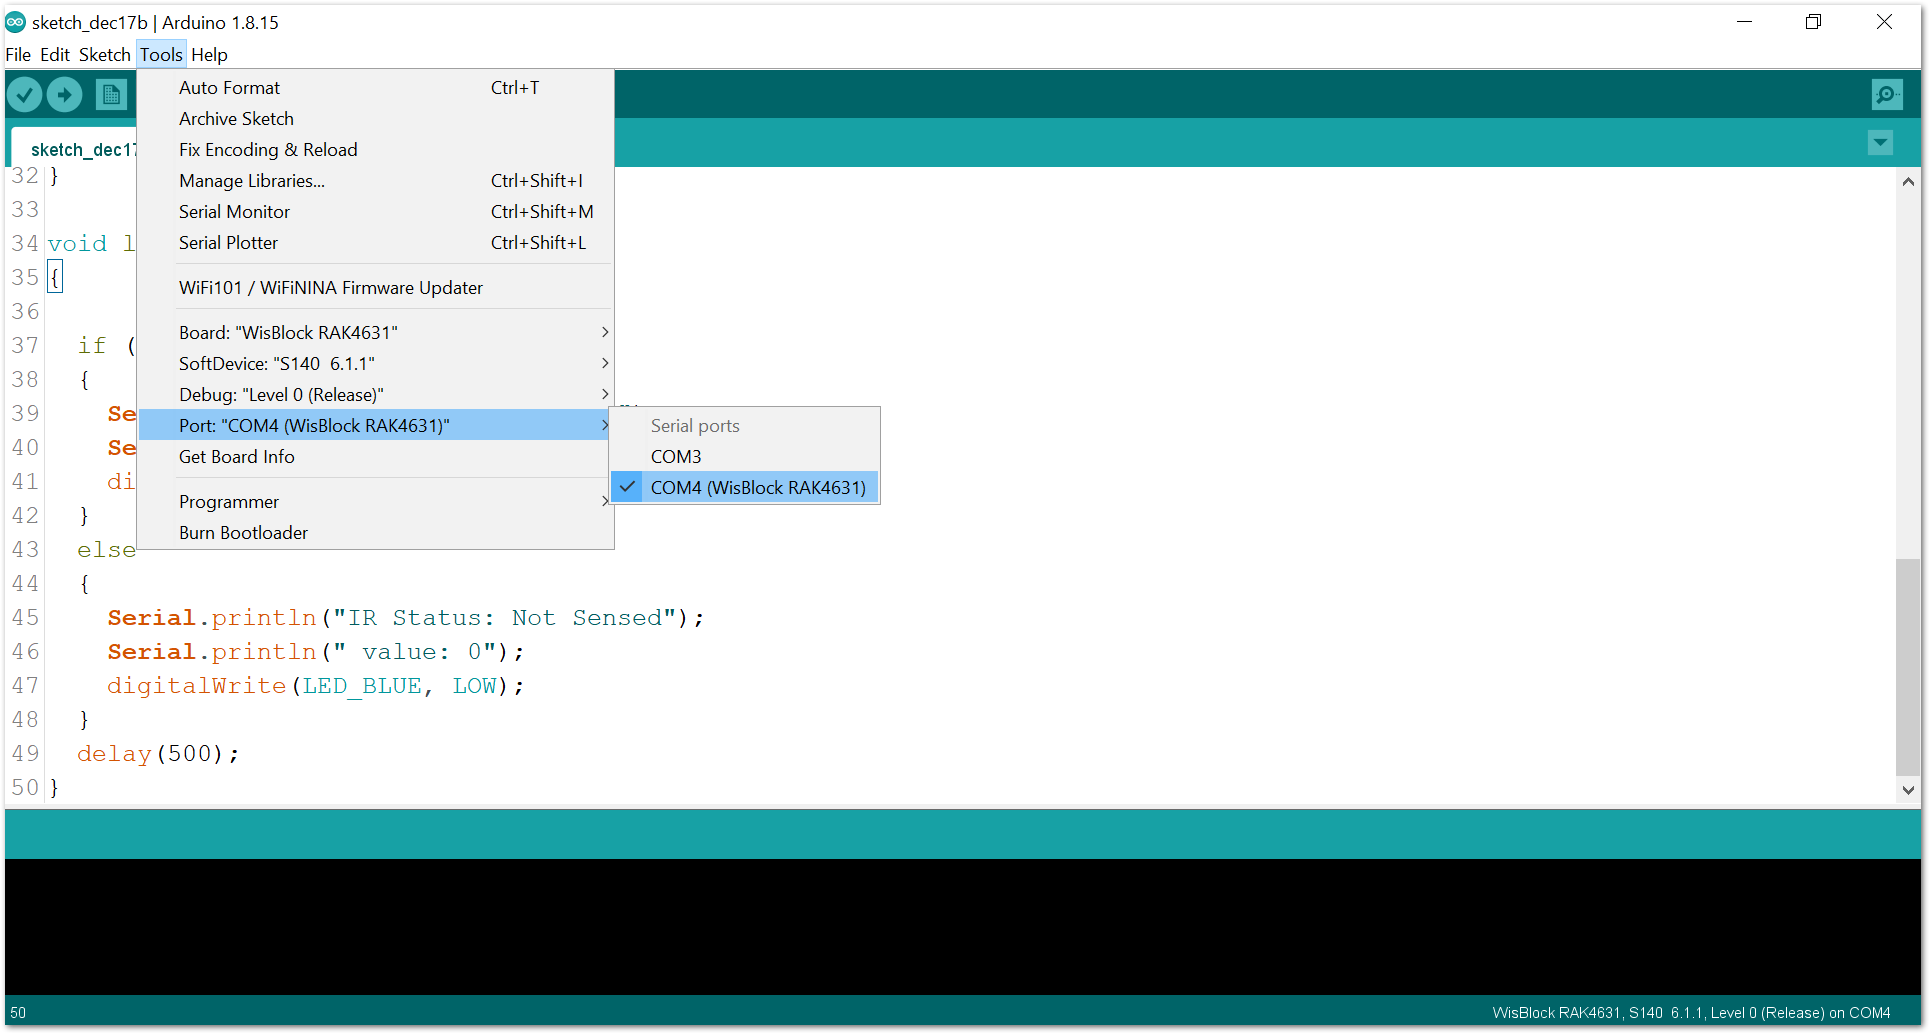 sketch_dec17b | Arduino 1.8.15
File Edit Sketch Tools Help
Auto Format Ctrl+T
Archive Sketch
Fix Encoding & Reload
Manage Libraries... Ctrl+Shift+I
Serial Monitor Ctrl+Shift+M
Serial Plotter Ctrl+Shift+L
WiFi101 / WiFiNINA Firmware Updater
Board: "WisBlock RAK4631"
SoftDevice: "S140 6.1.1"
Debug: "Level 0 (Release)"
Port: "COM4 (WisBlock RAK4631)"
Get Board Info
Programmer
Burn Bootloader
Serial ports
COM3
COM4 (WisBlock RAK4631)
sketch_dec17
32 }
33
34 void l
35 {
36
37 if (
38 {
39 Se
40 Se
41 di
42 }
43 else
44 {
45 Serial.println("IR Status: Not Sensed");
46 Serial.println(" value: 0");
47 digitalWrite(LED_BLUE, LOW);
48 }
49 delay(500);
50 }
50
WisBlock RAK4631, S140 6.1.1, Level 0 (Release) on COM4